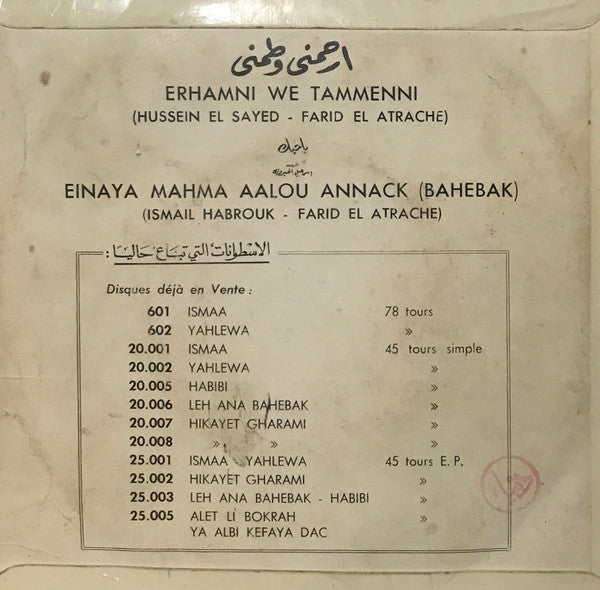 ارحمنى وطمنى
ERHAMNI WE TAMMENNI
(HUSSEIN EL SAYED - FARID EL ATRACHE)
باحبك
EINAYA MAHMA AALOU ANNACK (BAHEBAK)
(ISMAIL HABROUK - FARID EL ATRACHE)
الاسطوانات التى تباع حاليا :
Disques déjà en Vente :
601 ISMAA 78 tours
602 YAHLEWA »
20.001 ISMAA 45 tours simple
20.002 YAHLEWA »
20.005 HABIBI »
20.006 LEH ANA BAHEBAK »
20.007 HIKAYET GHARAMI »
20.008 » » »
25.001 ISMAA - YAHLEWA 45 tours E.P.
25.002 HIKAYET GHARAMI »
25.003 LEH ANA BAHEBAK - HABIBI »
25.005 ALET LI BOKRAH »
YA ALBI KEFAYA DAC